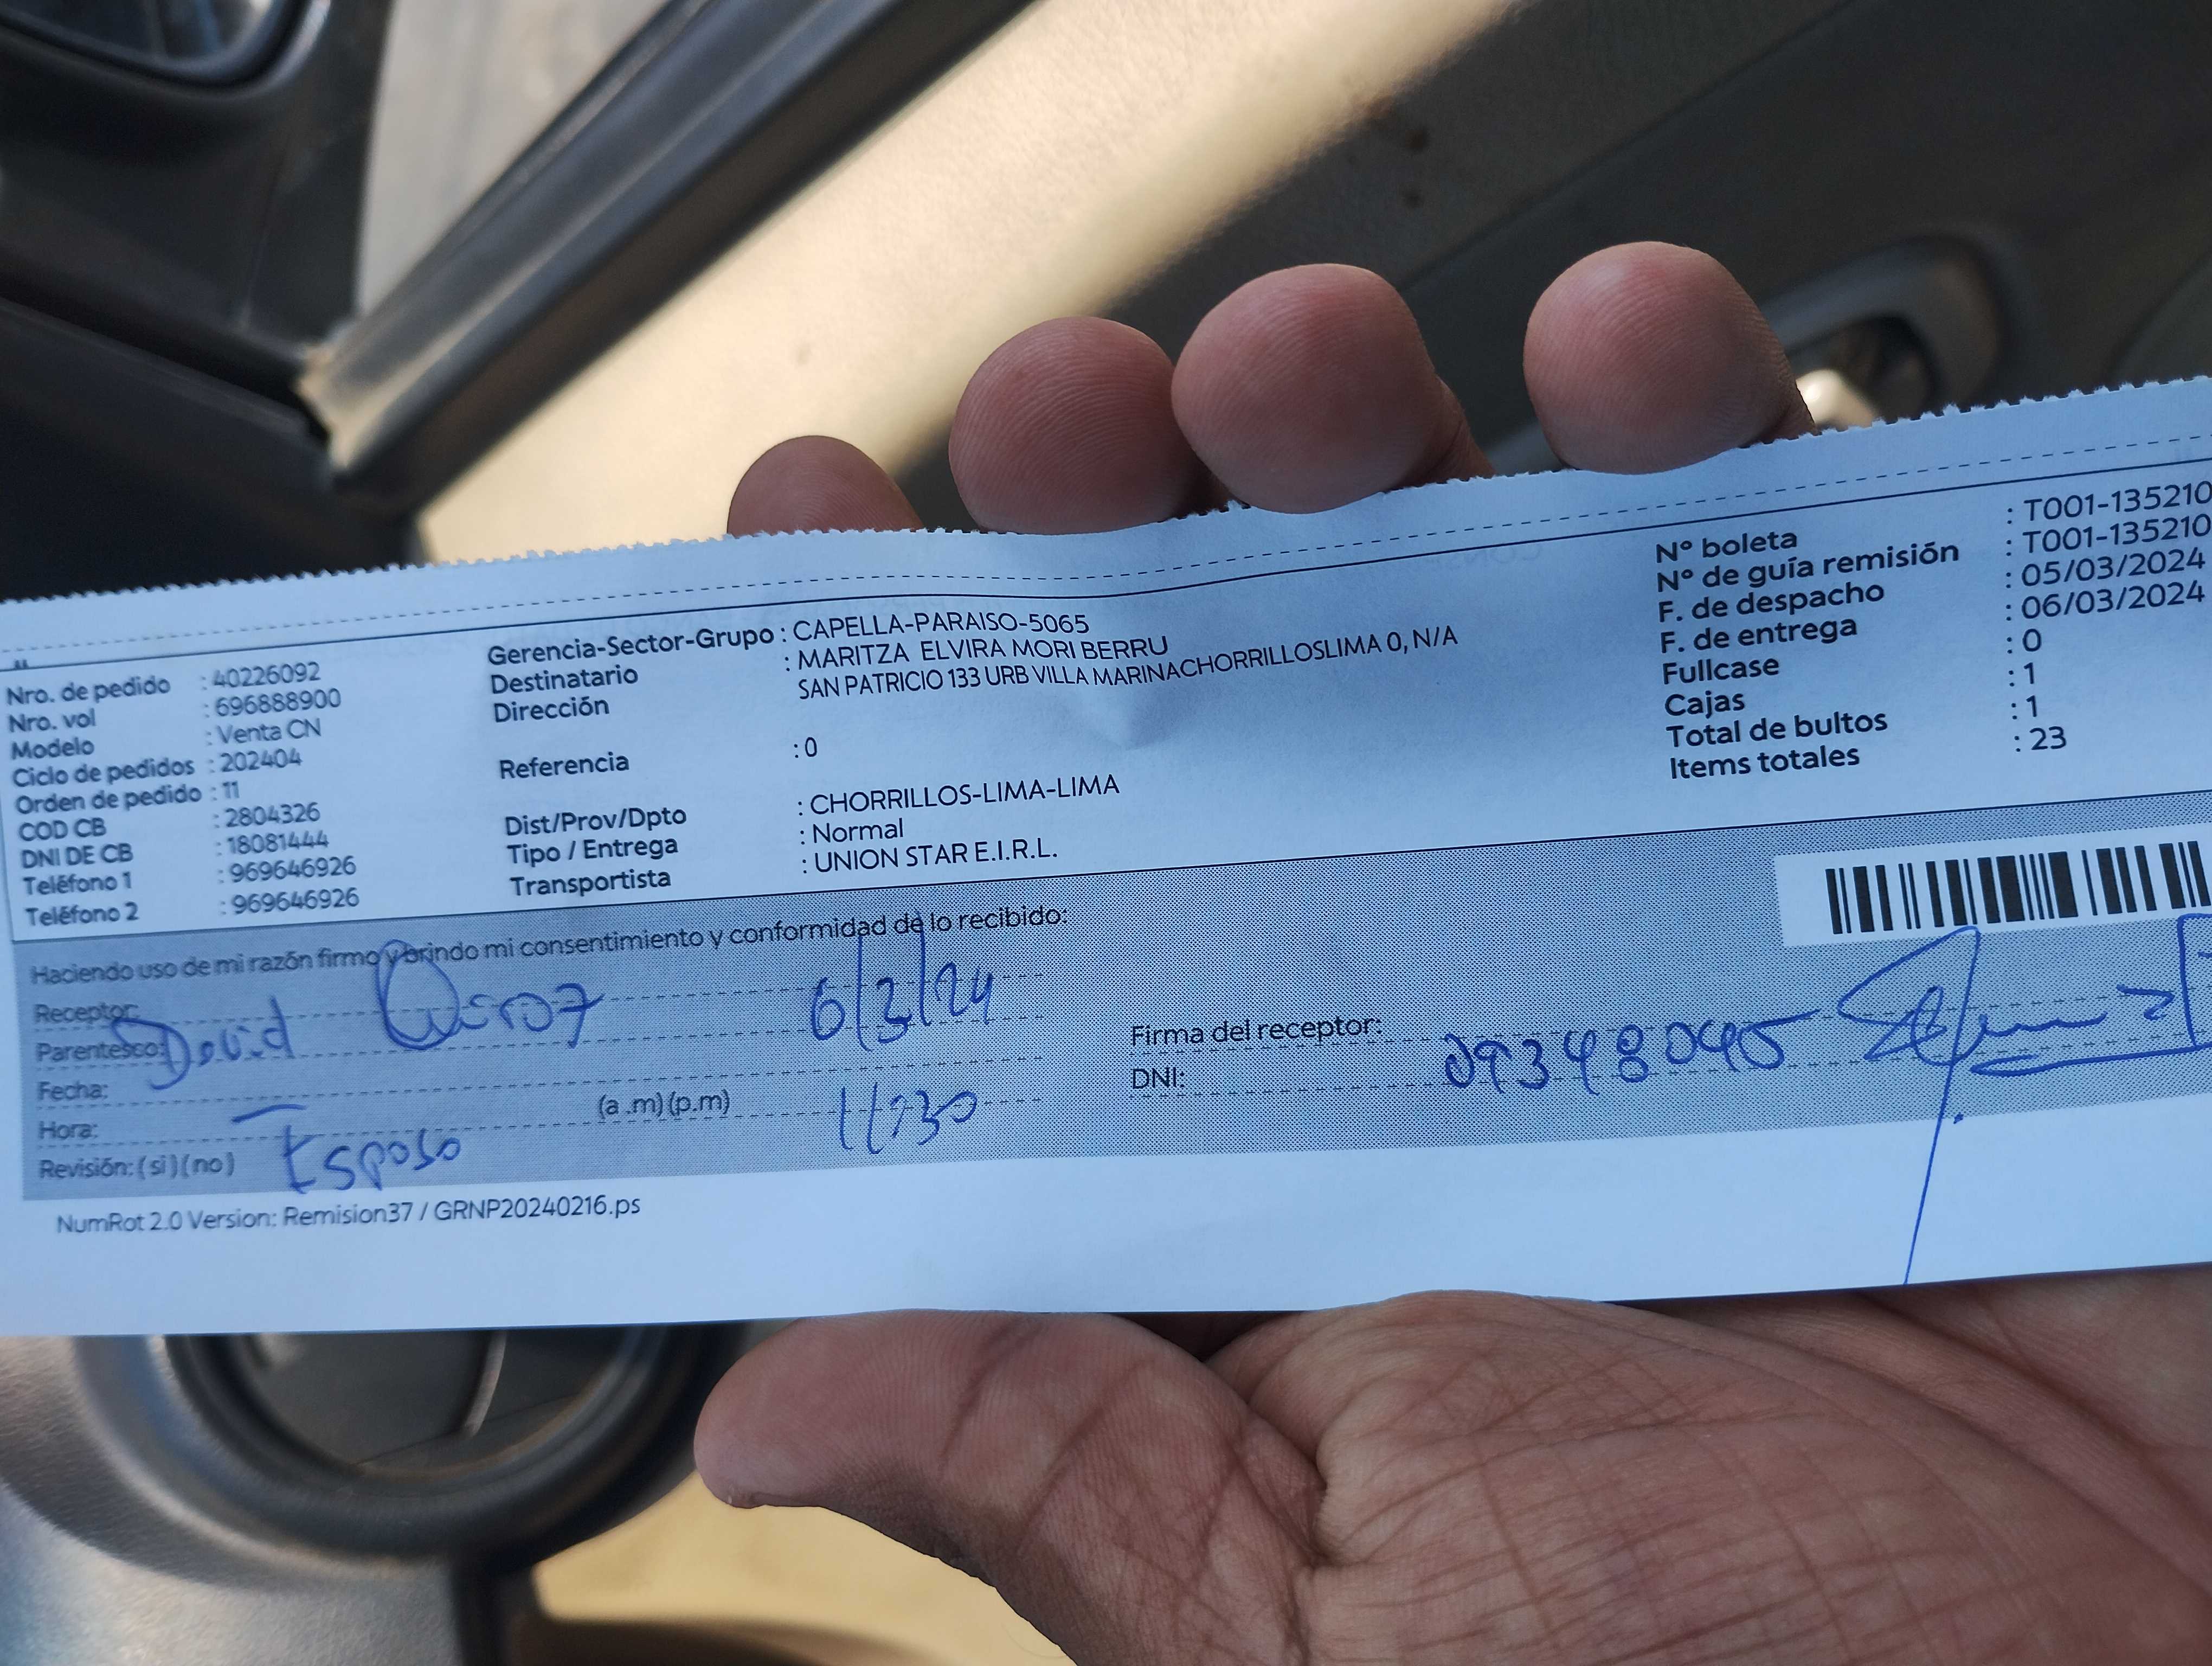 Nro. de pedido : 40226092
Nro. vol : 696888900
Modelo : Venta CN
Ciclo de pedidos : 202404
Orden de pedido : 11
COD CB : 2804326
DNI DE CB : 18081444
Teléfono 1 : 969646926
Teléfono 2 : 969646926
Gerencia-Sector-Grupo : CAPELLA-PARAISO-5065
Destinatario : MARITZA ELVIRA MORI BERRU
Dirección SAN PATRICIO 133 URB VILLA MARINACHORRILLOSLIMA 0, N/A
Referencia : 0
Dist/Prov/Dpto : CHORRILLOS-LIMA-LIMA
Tipo / Entrega : Normal
Transportista : UNION STAR E.I.R.L.
N° boleta : T001-135210
N° de guía remisión : T001-135210
F. de despacho : 05/03/2024
F. de entrega : 06/03/2024
Fullcase : 0
Cajas : 1
Total de bultos : 1
Items totales : 23
Haciendo uso de mi razón firmo y brindo mi consentimiento y conformidad de lo recibido:
Receptor:
Parentesco: David 6/3/24
Fecha:
Hora: (a .m) (p.m) 11:30
Revisión: ( si ) ( no ) Esposo
Firma del receptor:
DNI: 09348045
NumRot 2.0 Version: Remision37 / GRNP20240216.ps